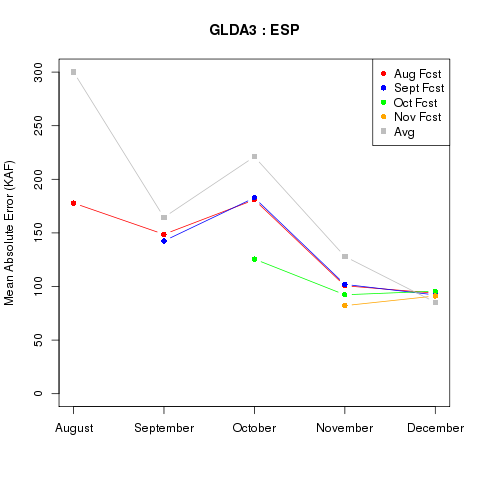 GLDA3 : ESP
Mean Absolute Error (KAF)
300
250
200
150
100
50
0
August
September
October
November
December
Aug Fcst
Sept Fcst
Oct Fcst
Nov Fcst
Avg